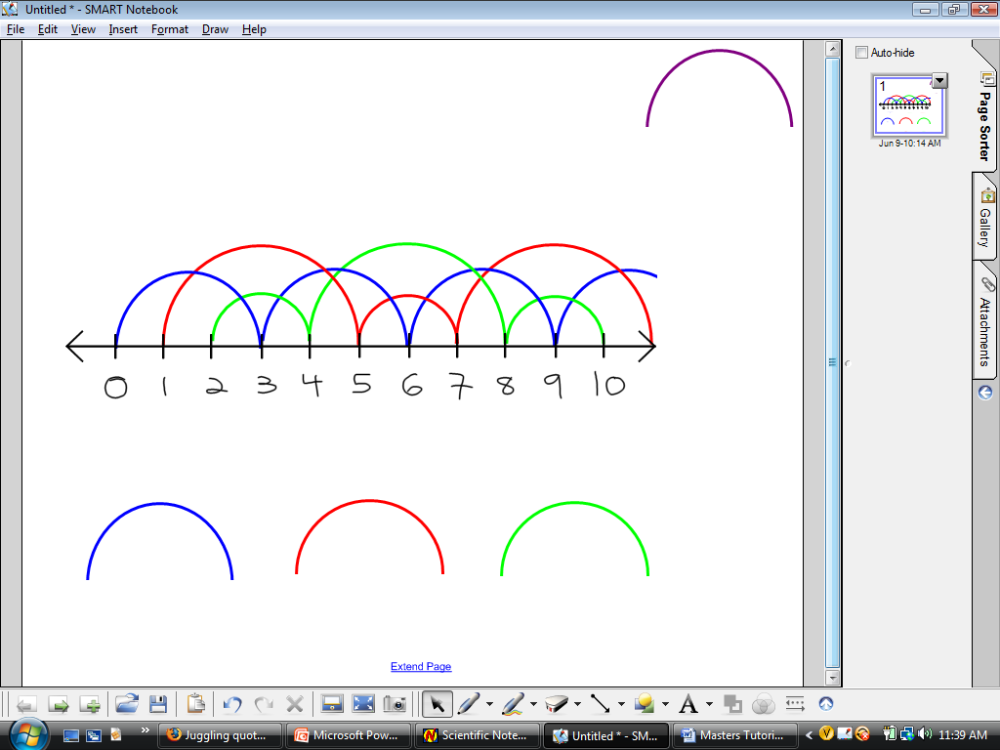 Untitled * - SMART Notebook
File Edit View Insert Format Draw Help
Auto-hide
1
Jun 9-10:14 AM
Page Sorter
Gallery
Attachments
0 1 2 3 4 5 6 7 8 9 10
Extend Page
A
» Juggling quot... Microsoft Pow... Scientific Note... Untitled * - SM... Masters Tutori... 11:39 AM